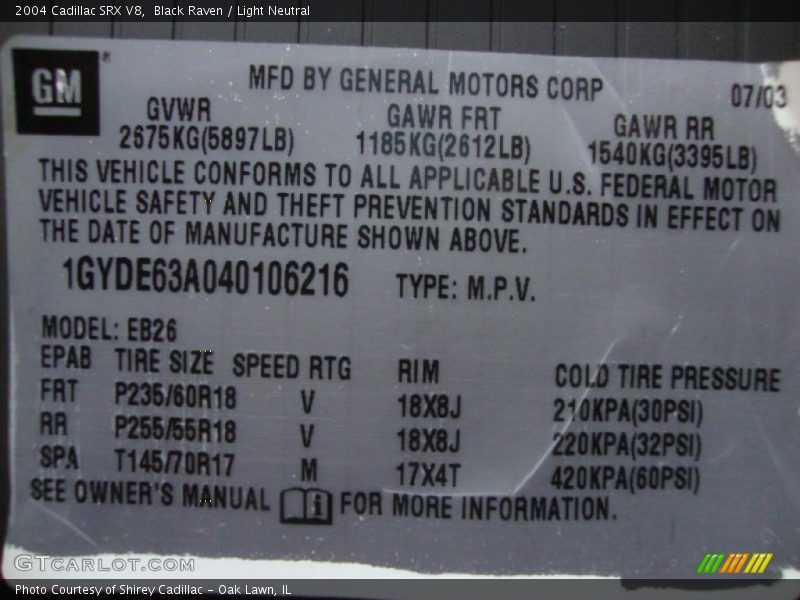 2004 Cadillac SRX V8, Black Raven / Light Neutral
GM
MFD BY GENERAL MOTORS CORP 07/03
GVWR GAWR FRT GAWR RR
2675KG(5897LB) 1185KG(2612LB) 1540KG(3395LB)
THIS VEHICLE CONFORMS TO ALL APPLICABLE U.S. FEDERAL MOTOR
VEHICLE SAFETY AND THEFT PREVENTION STANDARDS IN EFFECT ON
THE DATE OF MANUFACTURE SHOWN ABOVE.
1GYDE63A040106216 TYPE: M.P.V.
MODEL: EB26
EPAB TIRE SIZE SPEED RTG RIM COLD TIRE PRESSURE
FRT P235/60R18 V 18X8J 210KPA(30PSI)
RR P255/55R18 V 18X8J 220KPA(32PSI)
SPA T145/70R17 M 17X4T 420KPA(60PSI)
SEE OWNER'S MANUAL i FOR MORE INFORMATION.
GTCARLOT.COM
Photo Courtesy of Shirey Cadillac - Oak Lawn, IL